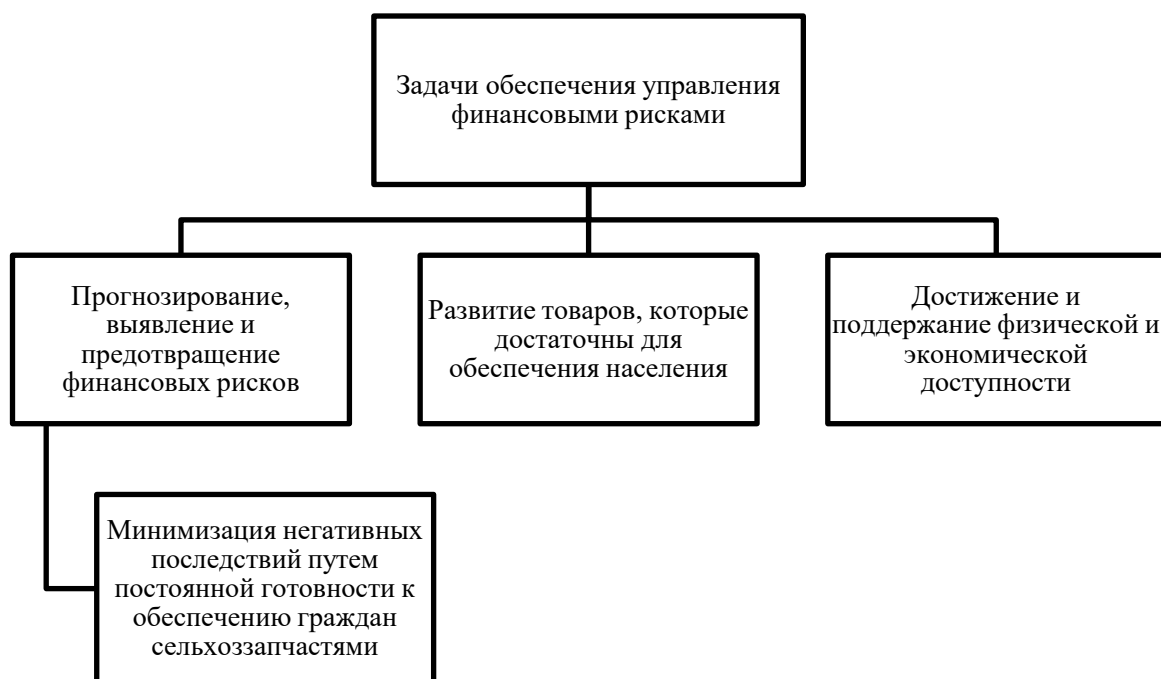 Задачи обеспечения управления
финансовыми рисками
Прогнозирование,
выявление и
предотвращение
финансовых рисков
Развитие товаров, которые
достаточны для
обеспечения населения
Достижение и
поддержание физической и
экономической
доступности
Минимизация негативных
последствий путем
постоянной готовности к
обеспечению граждан
сельхоззапчастями